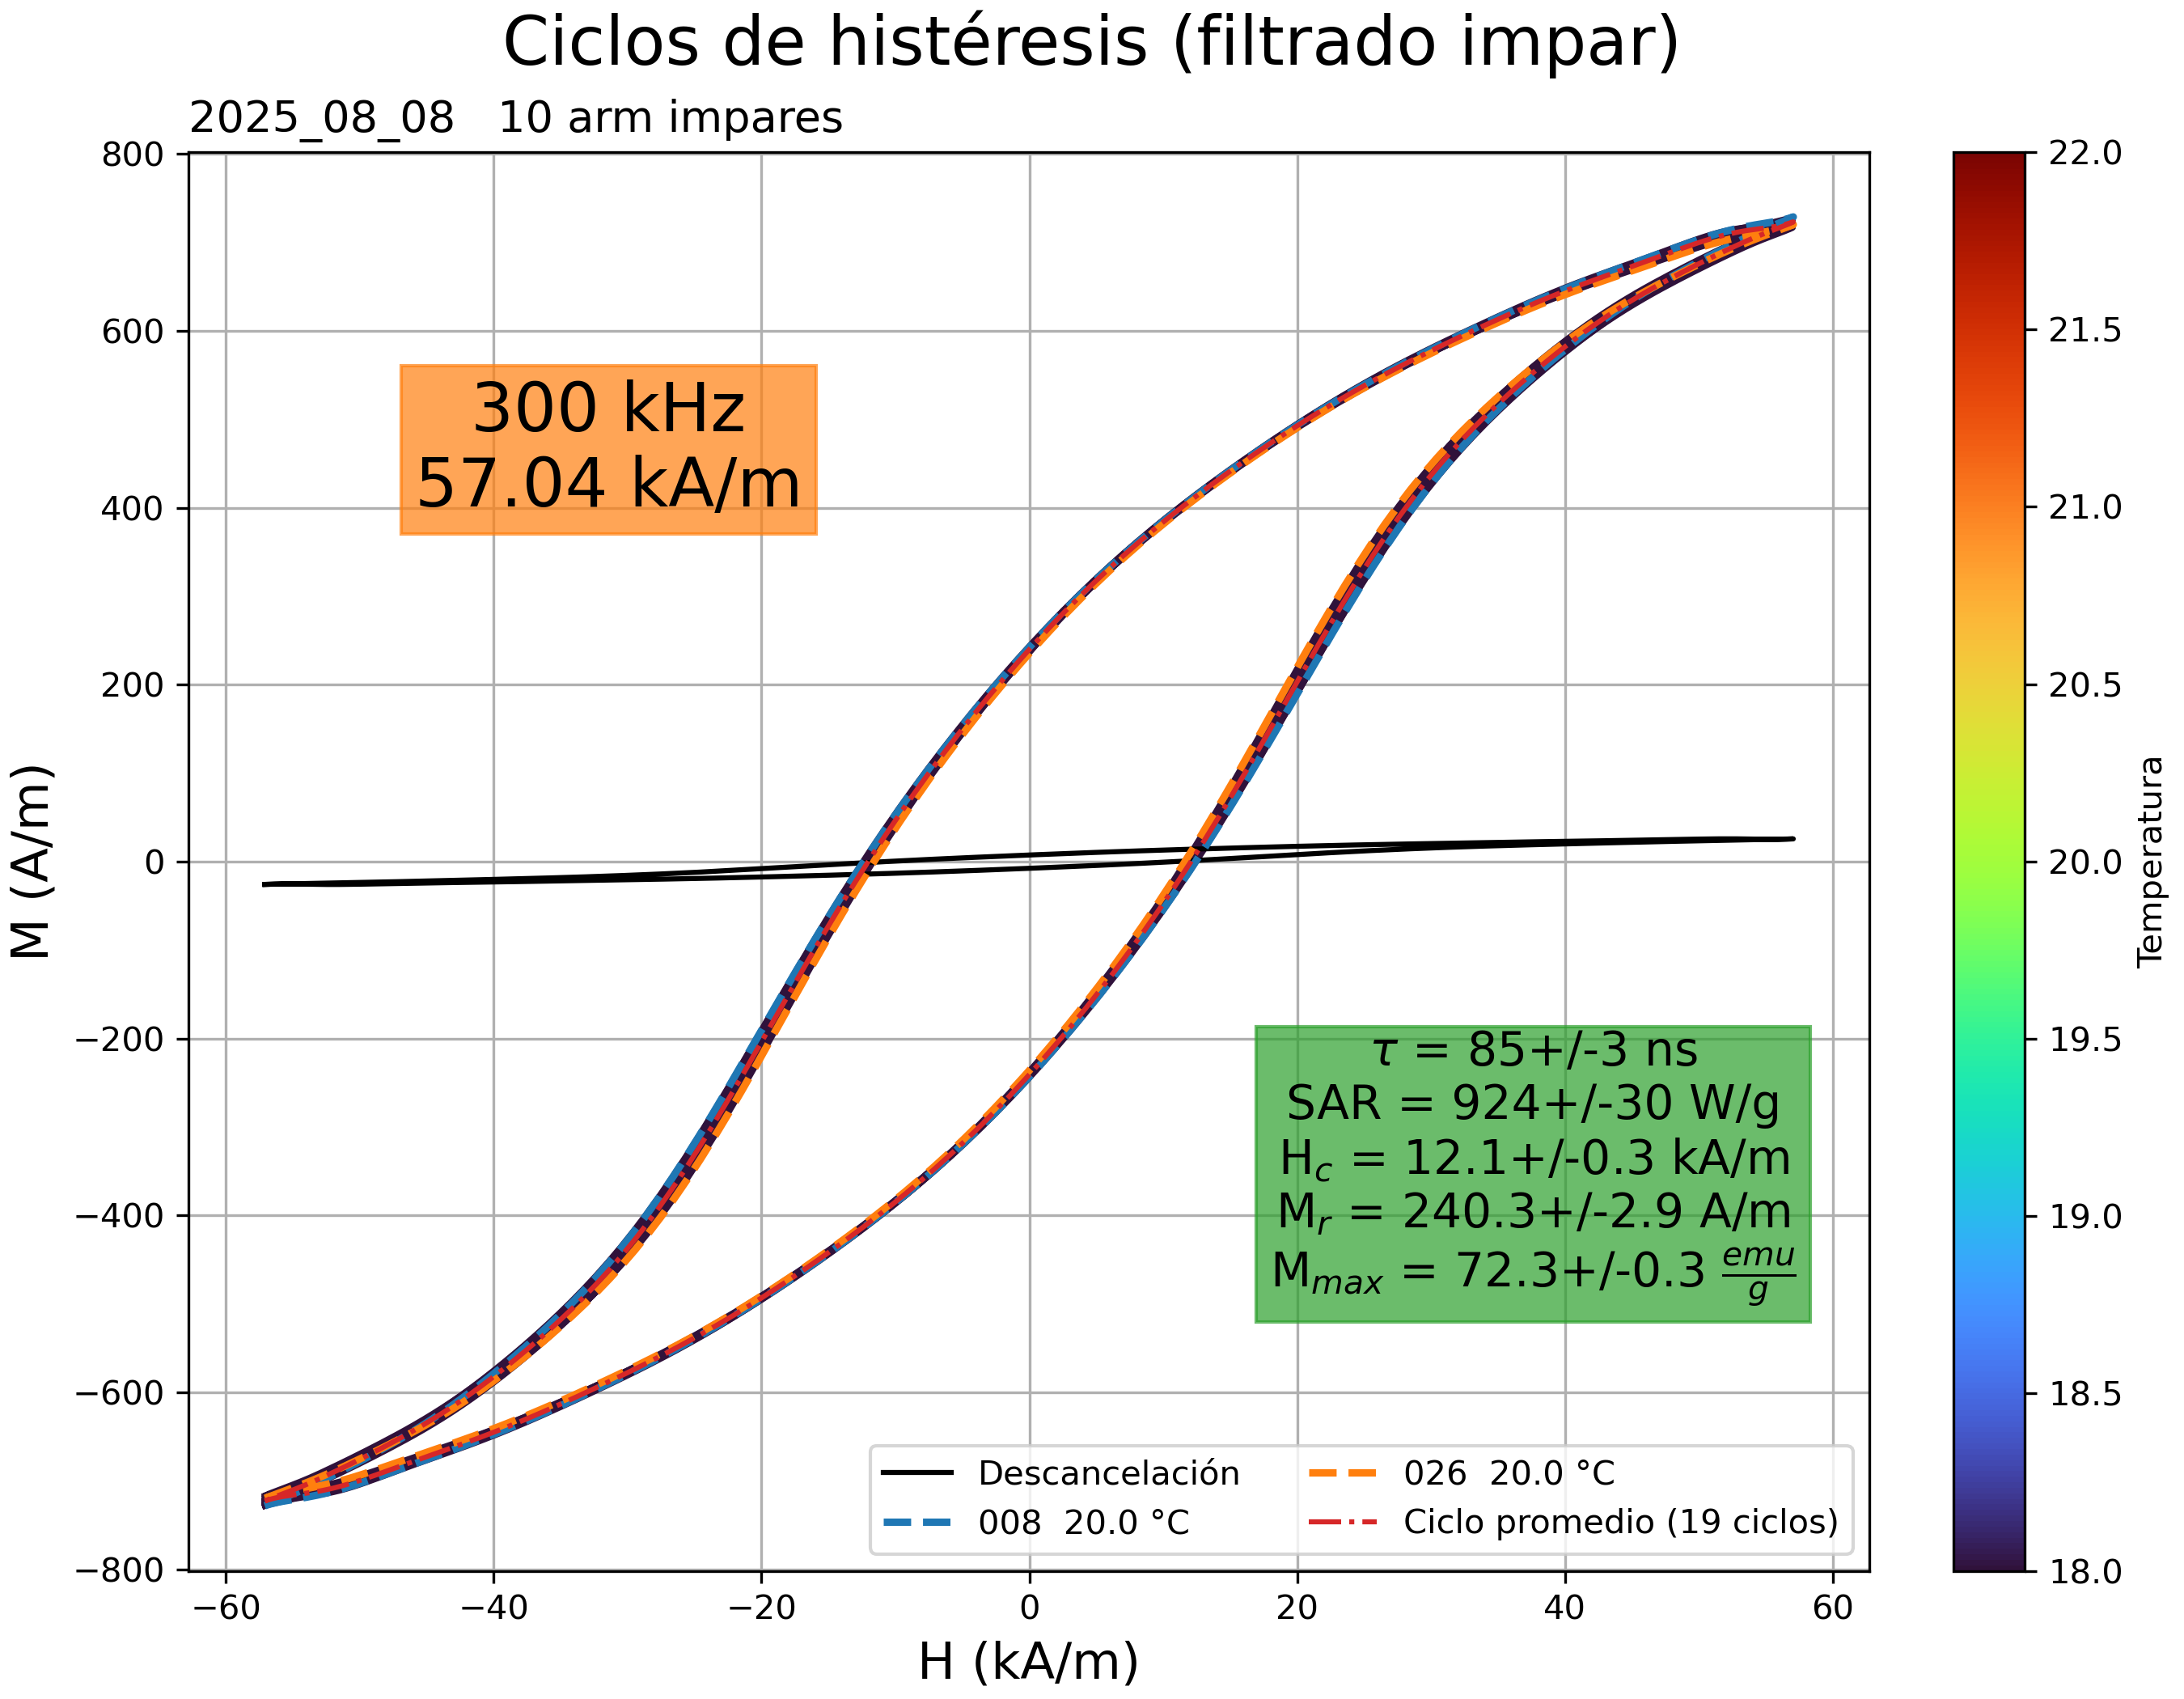 Ciclos de histéresis (filtrado impar)
2025_08_08   10 arm impares
800
600
400
200
0
−200
−400
−600
−800
M (A/m)
300 kHz
57.04 kA/m
τ = 85+/-3 ns
SAR = 924+/-30 W/g
H_c = 12.1+/-0.3 kA/m
M_r = 240.3+/-2.9 A/m
M_max = 72.3+/-0.3 emu/g
Descancelación
008  20.0 °C
026  20.0 °C
Ciclo promedio (19 ciclos)
−60
−40
−20
0
20
40
60
H (kA/m)
22.0
21.5
21.0
20.5
20.0
19.5
19.0
18.5
18.0
Temperatura